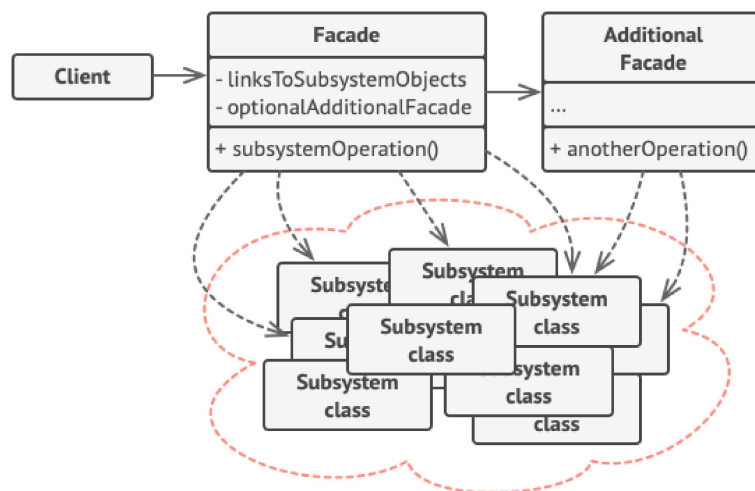 Facade
Additional
Facade
Client
- linksToSubsystemObjects
- optionalAdditionalFacade
...
+ subsystemOperation()
+ anotherOperation()
Subsystem
class
Subsystem
Subsystem
class
Subsystem
class
Subsystem
class
Subsystem
class
class